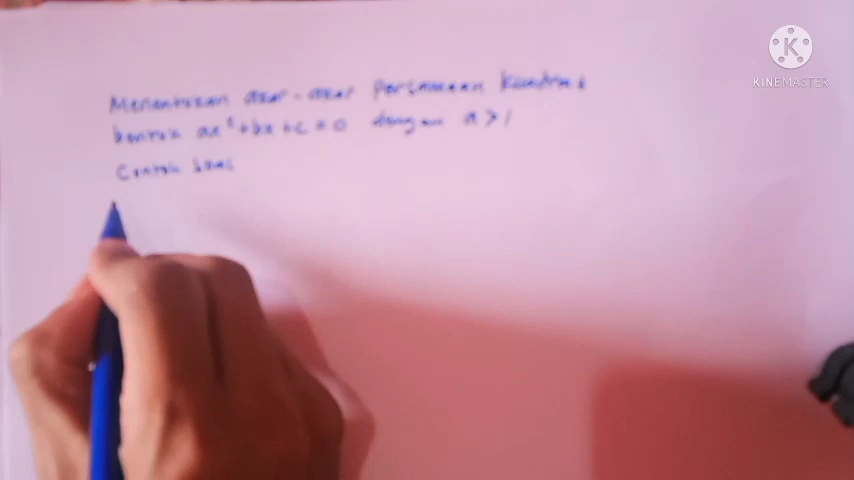 Menentukan akar-akar persamaan kuadrat
bentuk ax²+bx+c=0 dengan a>1
Contoh soal
KINEMASTER